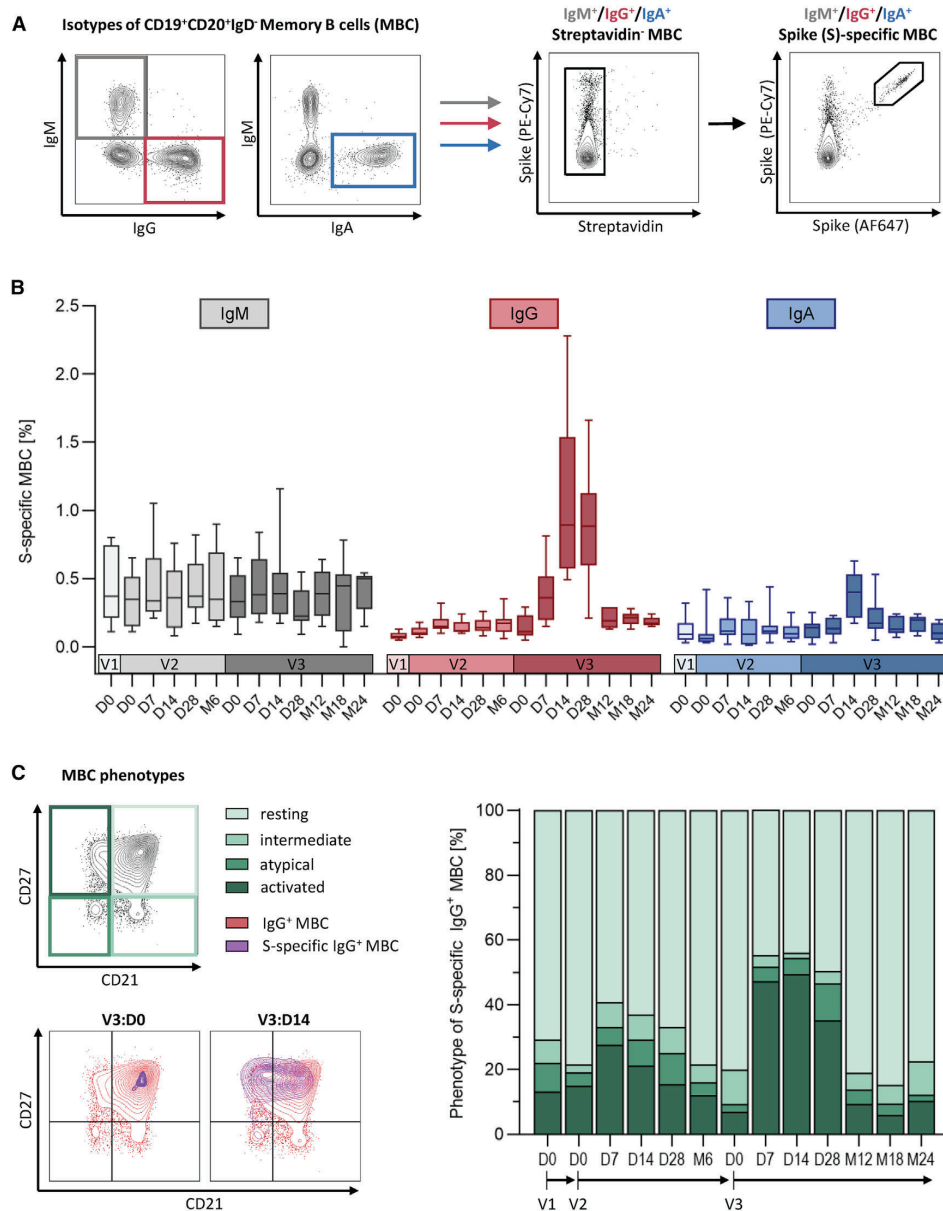 A
Isotypes of CD19⁺CD20⁺IgD⁻ Memory B cells (MBC)
IgM⁺/IgG⁺/IgA⁺
Streptavidin⁻ MBC
IgM⁺/IgG⁺/IgA⁺
Spike (S)-specific MBC
IgM
IgG
IgM
IgA
Spike (PE-Cy7)
Streptavidin
Spike (PE-Cy7)
Spike (AF647)
B
IgM
IgG
IgA
S-specific MBC [%]
2.5
2.0
1.5
1.0
0.5
0.0
V1 V2 V3 V1 V2 V3 V1 V2 V3
D0 D0 D7 D14 D28 M6 D0 D7 D14 D28 M12 M18 M24 D0 D0 D7 D14 D28 M6 D0 D7 D14 D28 M12 M18 M24 D0 D0 D7 D14 D28 M6 D0 D7 D14 D28 M12 M18 M24
C
MBC phenotypes
CD27
CD21
resting
intermediate
atypical
activated
IgG⁺ MBC
S-specific IgG⁺ MBC
V3:D0
V3:D14
CD27
CD21
Phenotype of S-specific IgG⁺ MBC [%]
100
80
60
40
20
0
D0 D0 D7 D14 D28 M6 D0 D7 D14 D28 M12 M18 M24
V1 V2 V3